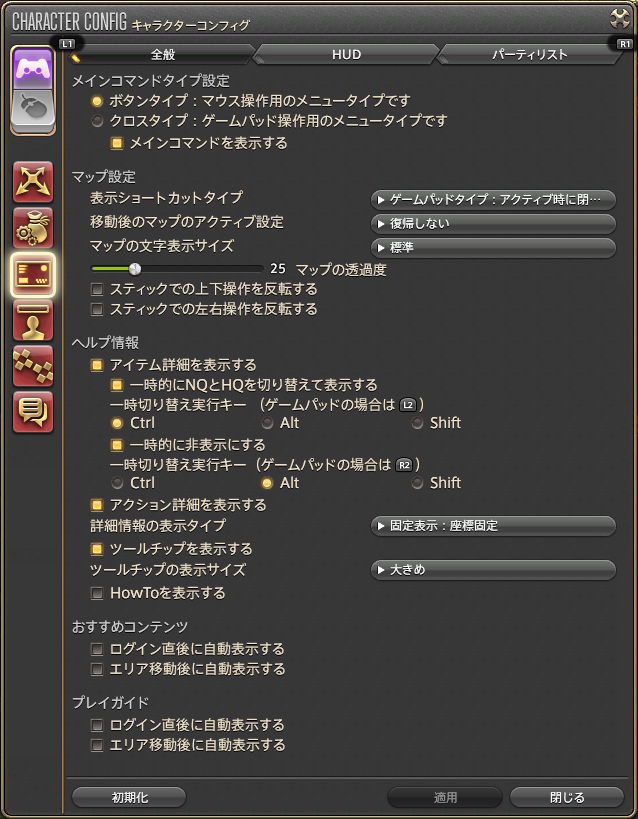 CHARACTER CONFIG キャラクターコンフィグ
L1
R1
全般
HUD
パーティリスト
メインコマンドタイプ設定
ボタンタイプ：マウス操作用のメニュータイプです
クロスタイプ：ゲームパッド操作用のメニュータイプです
メインコマンドを表示する
マップ設定
表示ショートカットタイプ
ゲームパッドタイプ：アクティブ時に閉…
移動後のマップのアクティブ設定
復帰しない
マップの文字表示サイズ
標準
25 マップの透過度
スティックでの上下操作を反転する
スティックでの左右操作を反転する
ヘルプ情報
アイテム詳細を表示する
一時的にNQとHQを切り替えて表示する
一時切り替え実行キー （ゲームパッドの場合は L2 ）
Ctrl Alt Shift
一時的に非表示にする
一時切り替え実行キー （ゲームパッドの場合は R2 ）
Ctrl Alt Shift
アクション詳細を表示する
詳細情報の表示タイプ
固定表示：座標固定
ツールチップを表示する
ツールチップの表示サイズ
大きめ
HowToを表示する
おすすめコンテンツ
ログイン直後に自動表示する
エリア移動後に自動表示する
プレイガイド
ログイン直後に自動表示する
エリア移動後に自動表示する
初期化
適用
閉じる